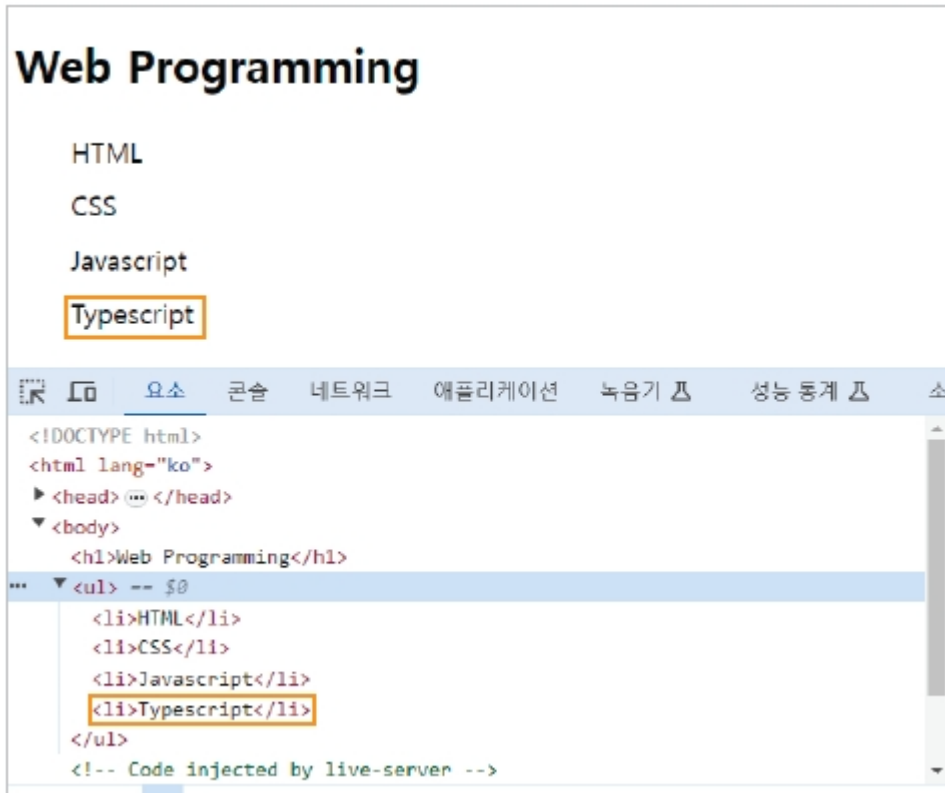 Web Programming
HTML
CSS
Javascript
Typescript
요소 콘솔 네트워크 애플리케이션 녹음기 성능 통계 소
<!DOCTYPE html>
<html lang="ko">
<head> … </head>
<body>
<h1>Web Programming</h1>
… <ul> == $0
<li>HTML</li>
<li>CSS</li>
<li>Javascript</li>
<li>Typescript</li>
</ul>
<!-- Code injected by live-server -->